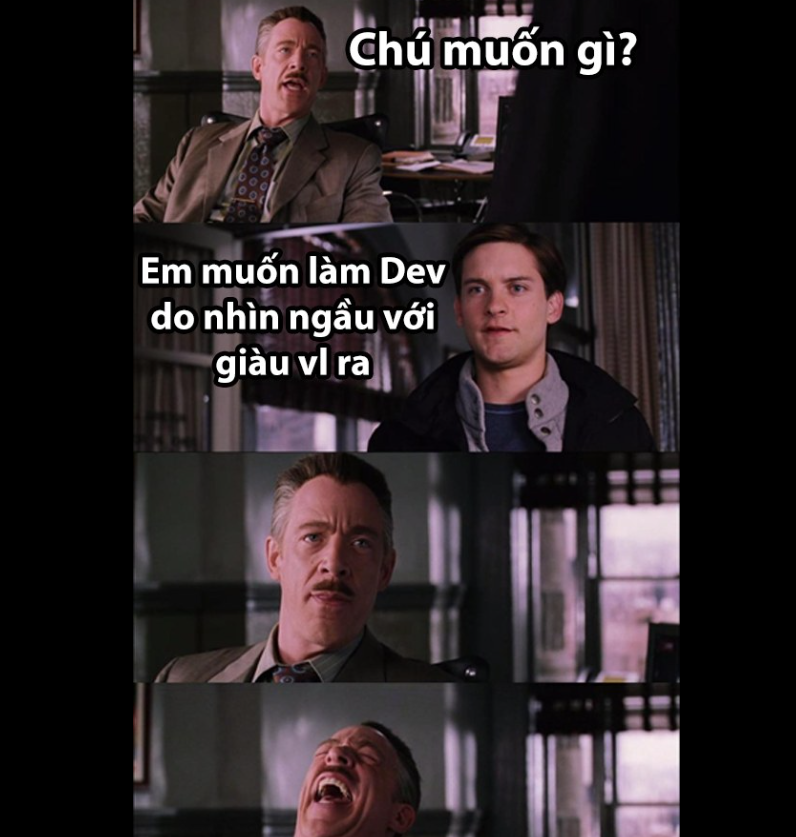 Chú muốn gì?
Em muốn làm Dev
do nhìn ngầu với
giàu vl ra